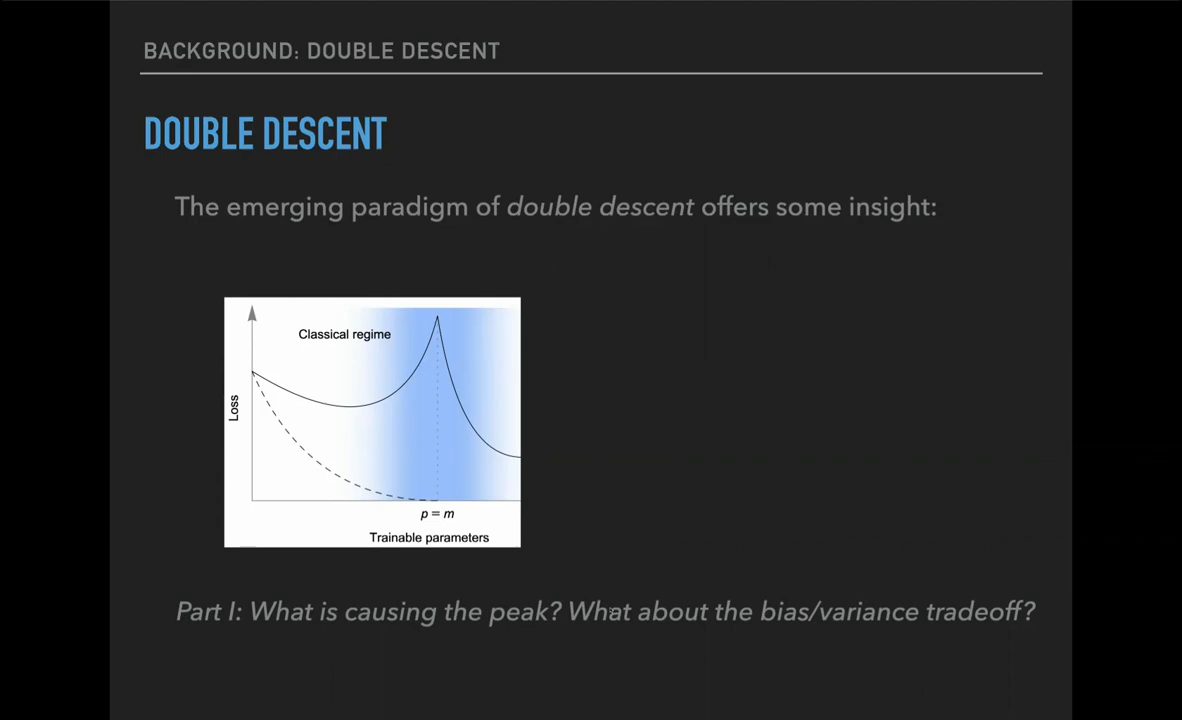 BACKGROUND: DOUBLE DESCENT
DOUBLE DESCENT
The emerging paradigm of double descent offers some insight:
Classical regime
Loss
p = m
Trainable parameters
Part I: What is causing the peak? What about the bias/variance tradeoff?